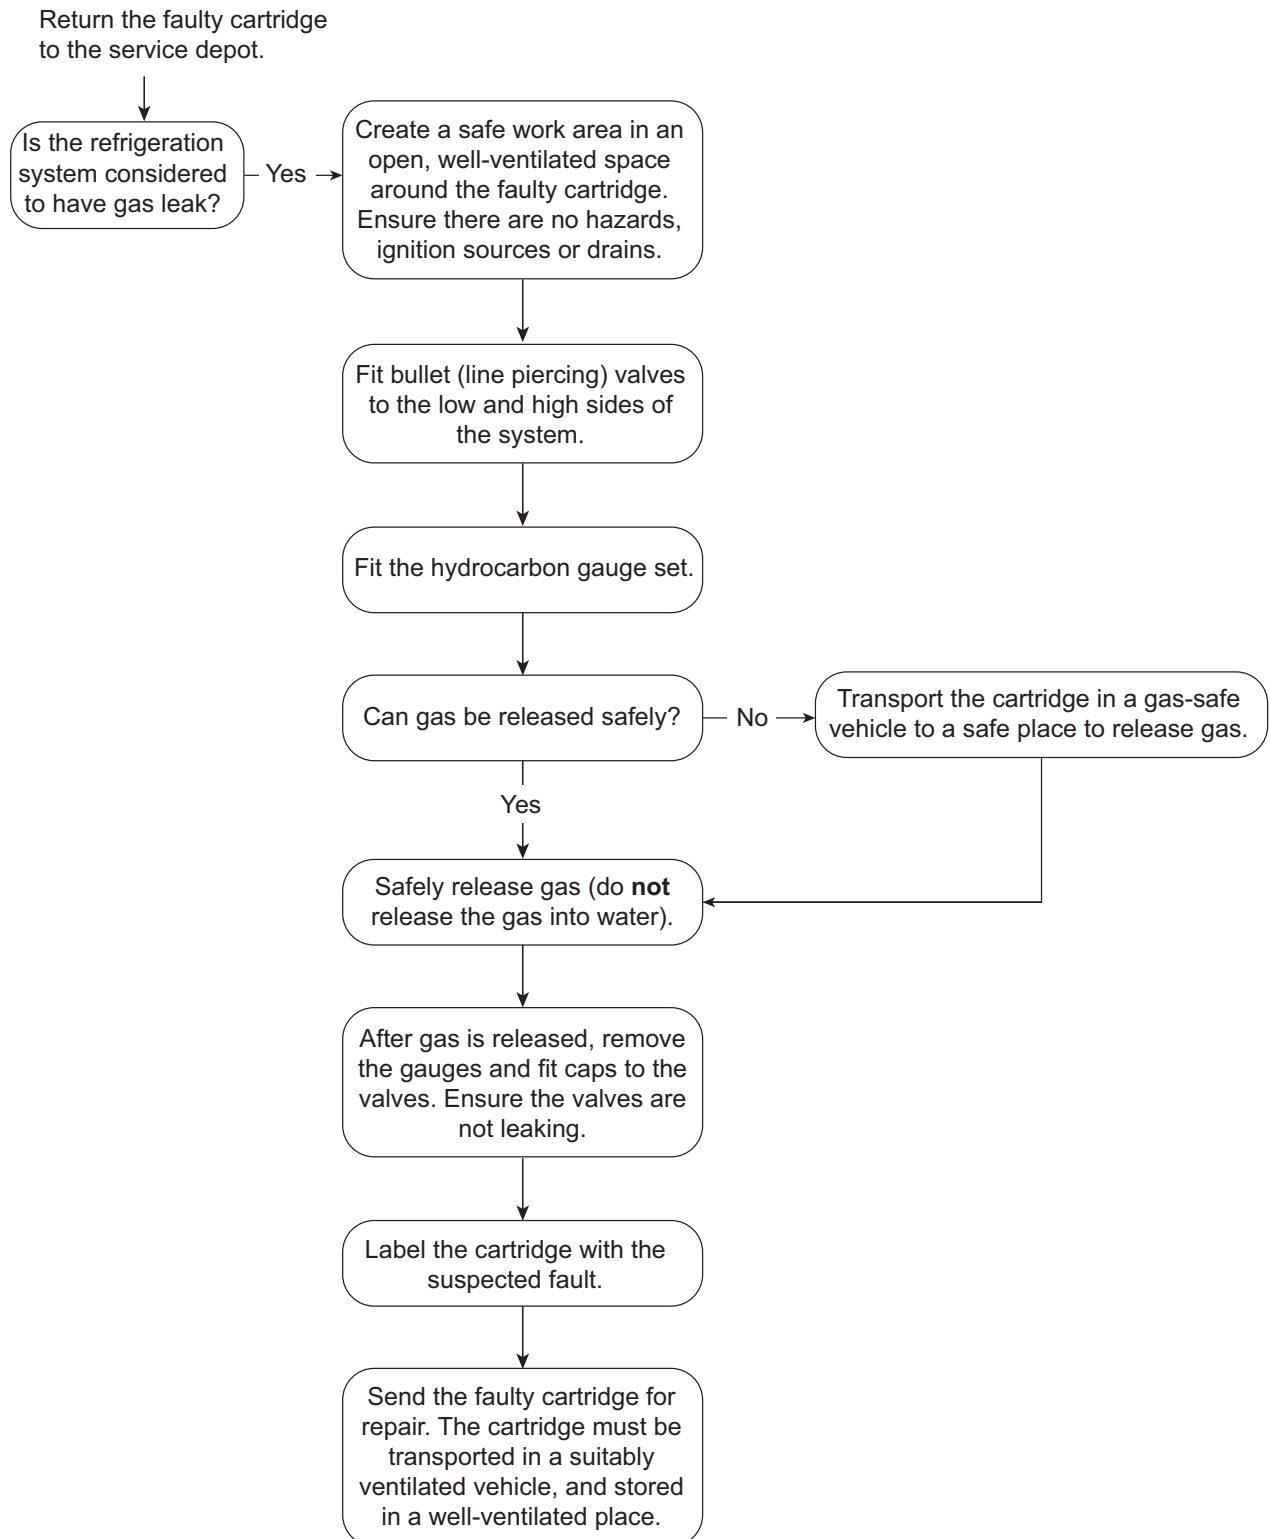 Return the faulty cartridge
to the service depot.
Is the refrigeration
system considered
to have gas leak?
Yes
Create a safe work area in an
open, well-ventilated space
around the faulty cartridge.
Ensure there are no hazards,
ignition sources or drains.
Fit bullet (line piercing) valves
to the low and high sides of
the system.
Fit the hydrocarbon gauge set.
Can gas be released safely?
No
Transport the cartridge in a gas-safe
vehicle to a safe place to release gas.
Yes
Safely release gas (do not
release the gas into water).
After gas is released, remove
the gauges and fit caps to the
valves. Ensure the valves are
not leaking.
Label the cartridge with the
suspected fault.
Send the faulty cartridge for
repair. The cartridge must be
transported in a suitably
ventilated vehicle, and stored
in a well-ventilated place.